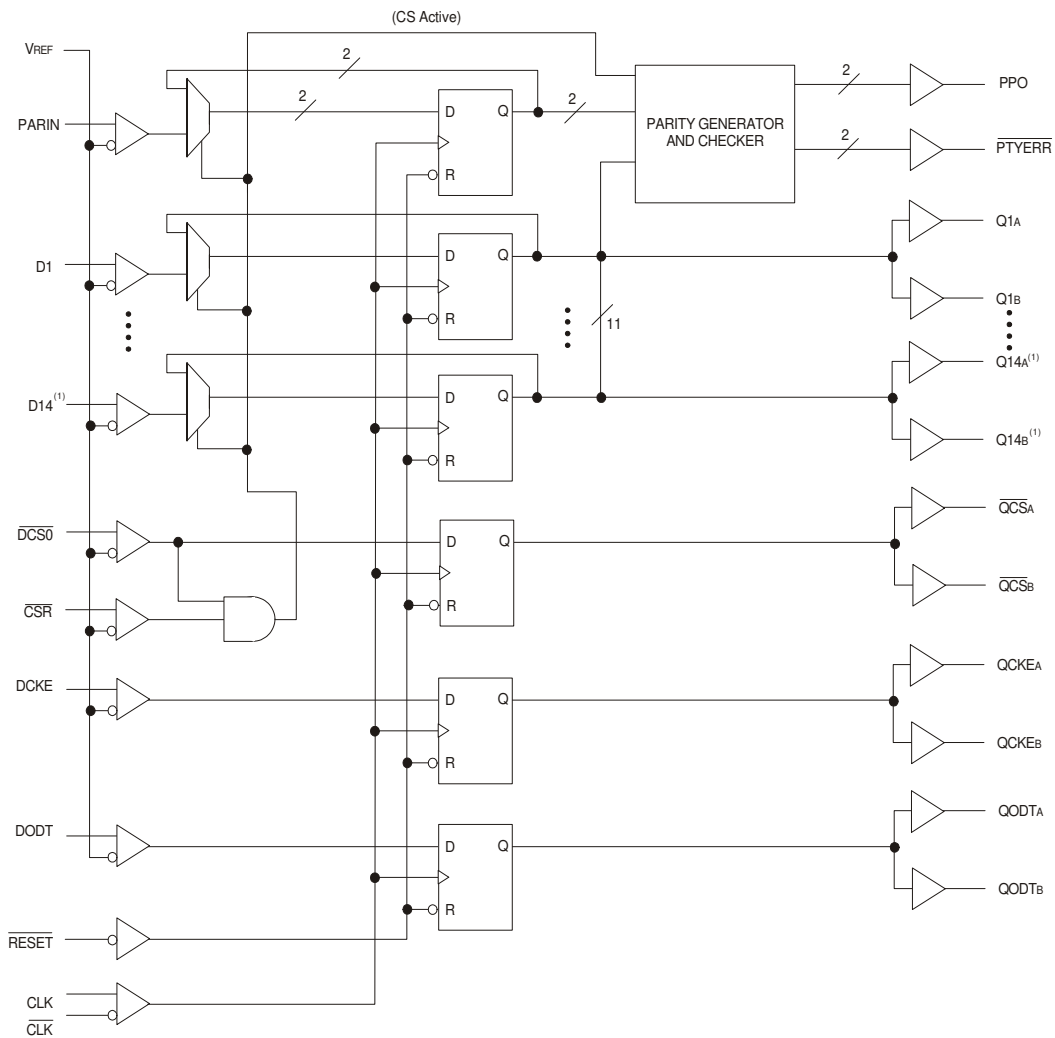 (CS Active)
VREF
2
2
2
2
PARIN
D
Q
R
PARITY GENERATOR
AND CHECKER
PPO
2
PTYERR
Q1A
D1
D
Q
R
Q1B
11
Q14A(1)
D14(1)
D
Q
R
Q14B(1)
QCSA
DCS0
D
Q
R
QCSB
CSR
QCKEA
DCKE
D
Q
R
QCKEB
QODTA
DODT
D
Q
R
QODTB
RESET
CLK
CLK